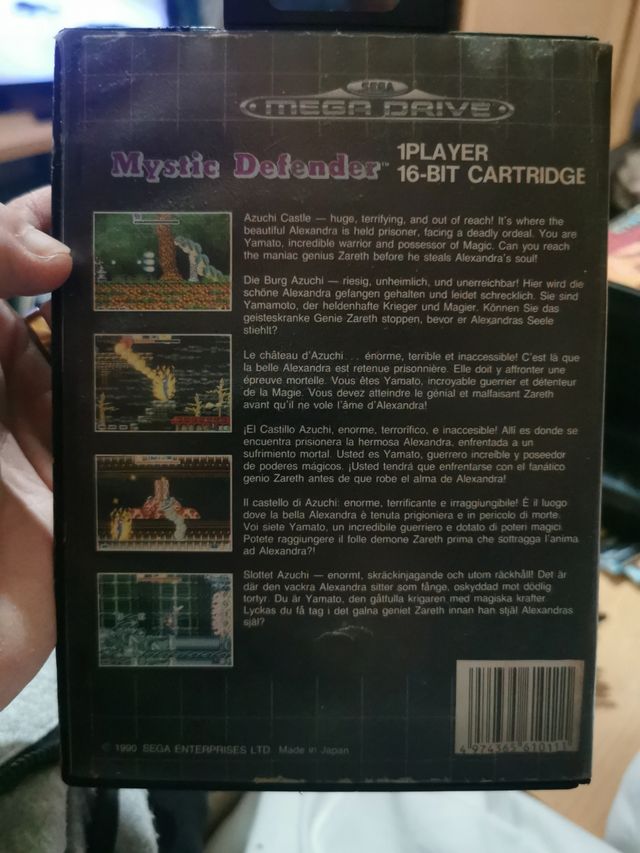 SEGA
MEGA DRIVE
Mystic Defender™
1PLAYER
16-BIT CARTRIDGE
Azuchi Castle — huge, terrifying, and out of reach! It's where the
beautiful Alexandra is held prisoner, facing a deadly ordeal. You are
Yamato, incredible warrior and possessor of Magic. Can you reach
the maniac genius Zareth before he steals Alexandra's soul!
Die Burg Azuchi — riesig, unheimlich, und unerreichbar! Hier wird die
schöne Alexandra gefangen gehalten und leidet schrecklich. Sie sind
Yamamoto, der heldenhafte Krieger und Magier. Können Sie das
geisteskranke Genie Zareth stoppen, bevor er Alexandras Seele
stiehlt?
Le château d'Azuchi... énorme, terrible et inaccessible! C'est là que
la belle Alexandra est retenue prisonnière. Elle doit y affronter une
épreuve mortelle. Vous êtes Yamato, incroyable guerrier et détenteur
de la Magie. Vous devez atteindre le génial et malfaisant Zareth
avant qu'il ne vole l'âme d'Alexandra!
¡El Castillo Azuchi, enorme, terrorífico, e inaccesible! Allí es donde se
encuentra prisionera la hermosa Alexandra, enfrentada a un
sufrimiento mortal. Usted es Yamato, guerrero increíble y poseedor
de poderes mágicos. ¡Usted tendrá que enfrentarse con el fanático
genio Zareth antes de que robe el alma de Alexandra!
Il castello di Azuchi: enorme, terrificante e irraggiungibile! È il luogo
dove la bella Alexandra è tenuta prigioniera e in pericolo di morte.
Voi siete Yamato, un incredibile guerriero e dotato di poteri magici.
Potete raggiungere il folle demone Zareth prima che sottragga l'anima
ad Alexandra?!
Slottet Azuchi — enormt, skräckinjagande och utom räckhåll! Det är
där den vackra Alexandra sitter som fånge, oskyddad mot dödlig
tortyr. Du är Yamato, den gåtfulla krigaren med magiska krafter.
Lyckas du få tag i det galna geniet Zareth innan han stjäl Alexandras
själ?
© 1990 SEGA ENTERPRISES LTD. Made in Japan
4 974365 610111